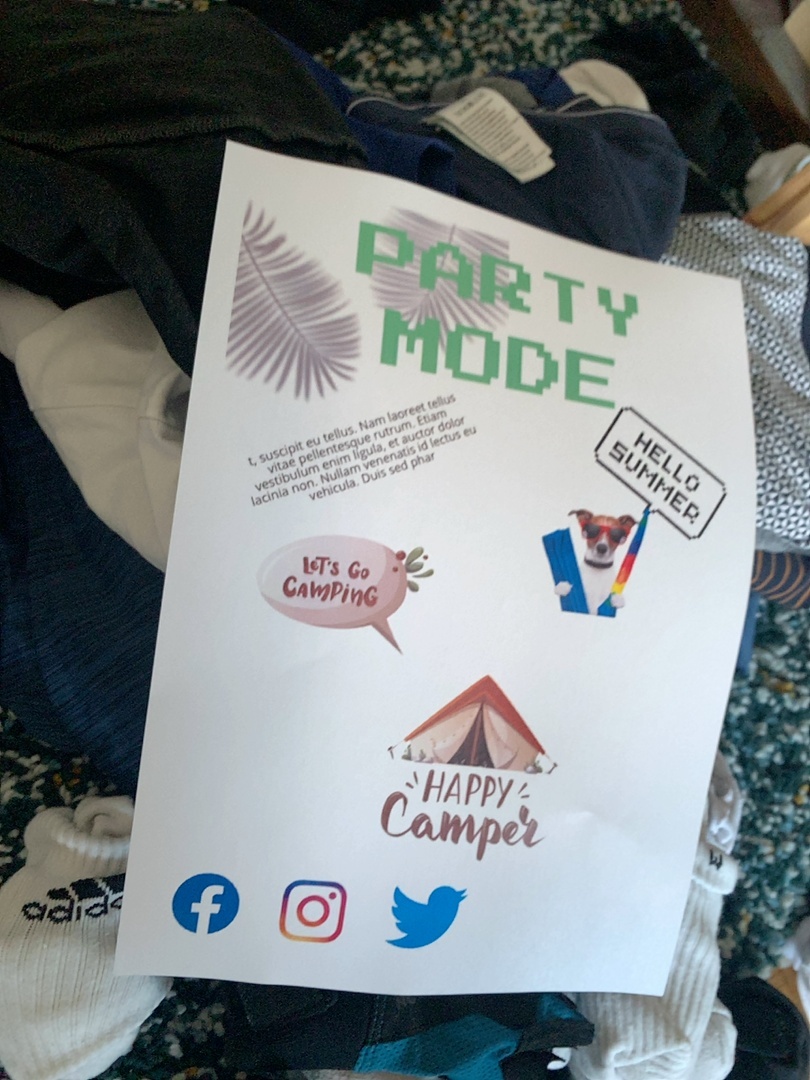 PARTY
MODE
t, suscipit eu tellus. Nam laoreet tellus
vitae pellentesque rutrum. Etiam
vestibulum enim ligula, et auctor dolor
lacinia non. Nullam venenatis id lectus eu
vehicula. Duis sed phar
HELLO
SUMMER
LET'S GO
CAMPING
HAPPY
Camper
adidas